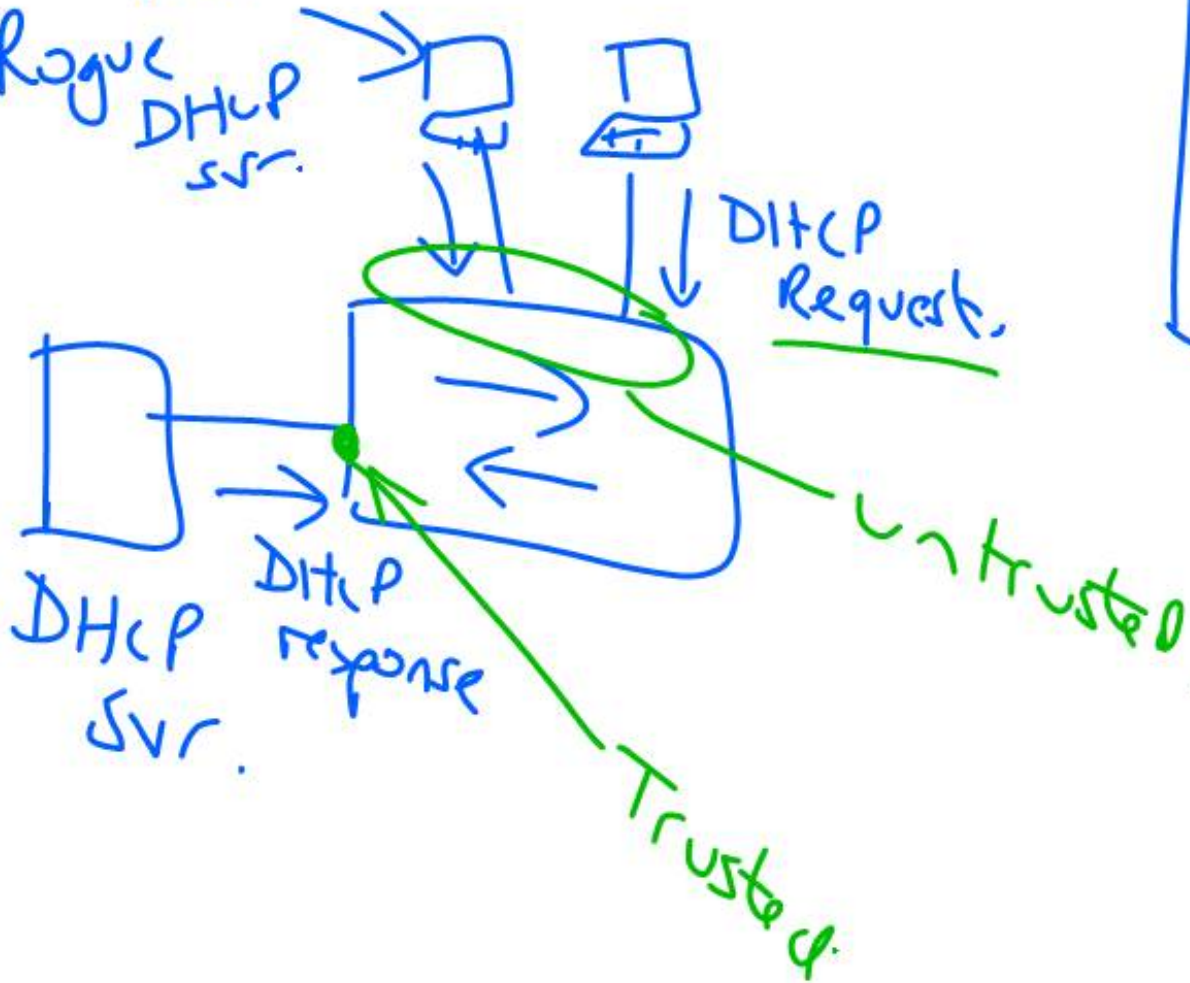 Rogue
DHCP
svr.
DHCP
Request.
DHCP
svr.
DHCP
response
untrusted
Trusted.